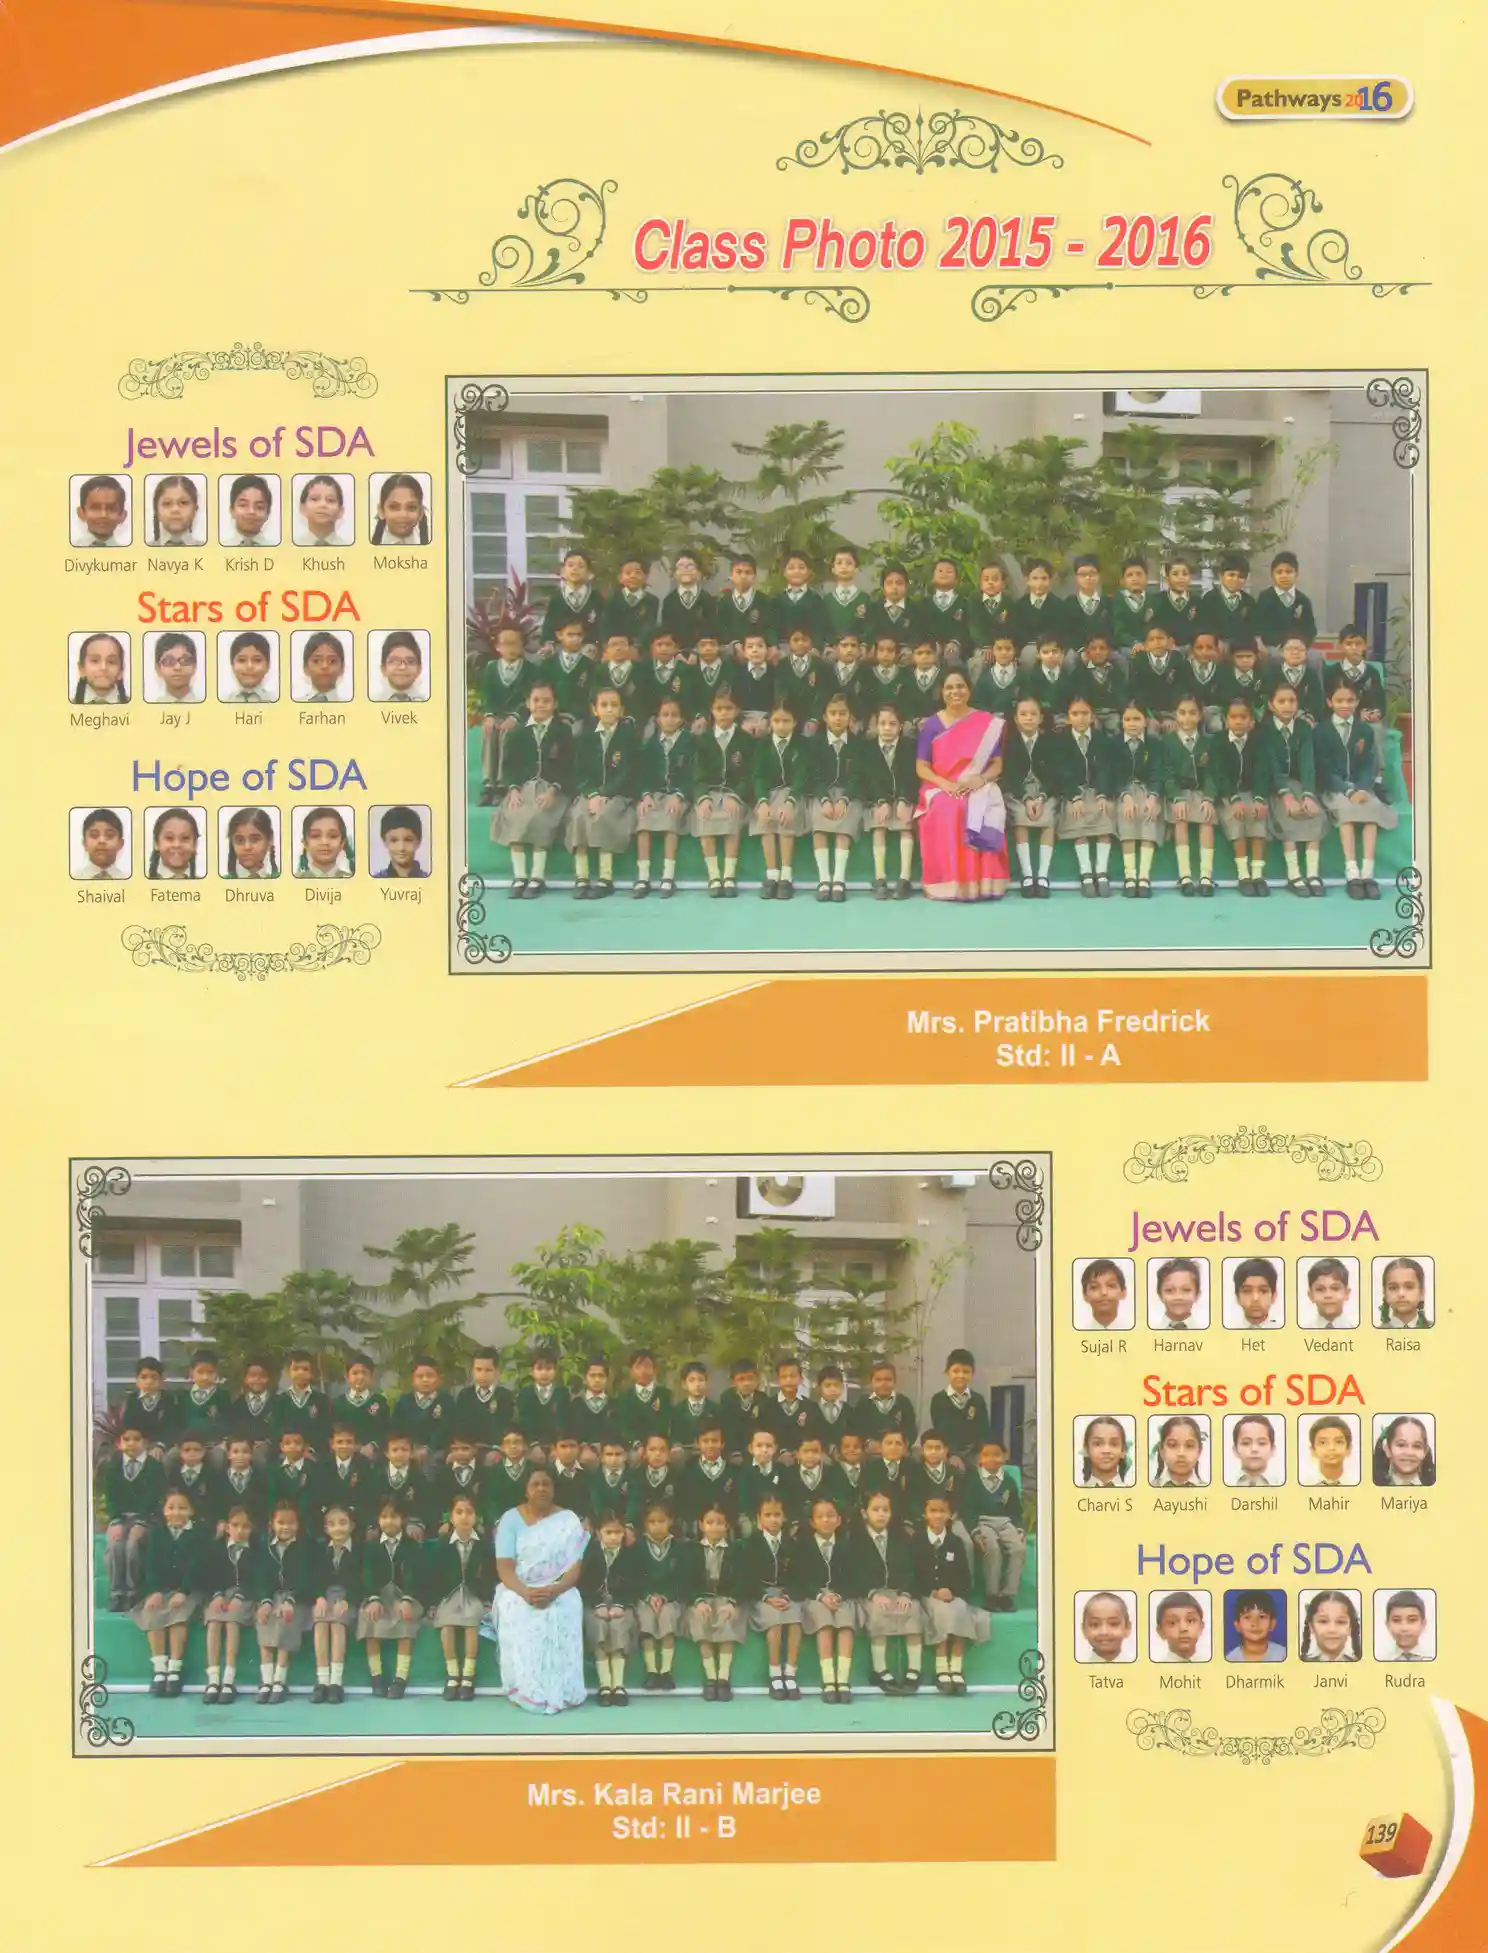 Pathways 2016
Class Photo 2015 - 2016
Jewels of SDA
Divykumar Navya K Krish D Khush Moksha
Stars of SDA
Meghavi Jay J Hari Farhan Vivek
Hope of SDA
Shaival Fatema Dhruva Divija Yuvraj
Mrs. Pratibha Fredrick
Std: II - A
Jewels of SDA
Sujal R Harnav Het Vedant Raisa
Stars of SDA
Charvi S Aayushi Darshil Mahir Mariya
Hope of SDA
Tatva Mohit Dharmik Janvi Rudra
Mrs. Kala Rani Marjee
Std: II - B
139